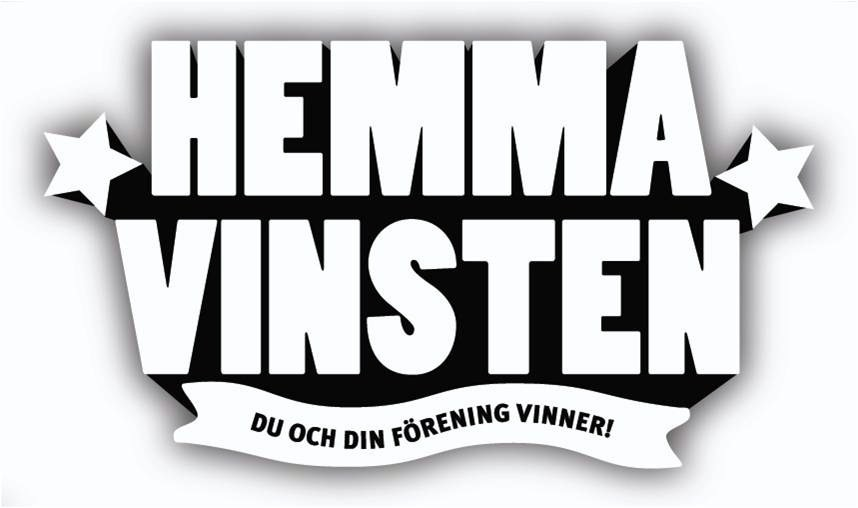 HEMMA
VINSTEN
DU OCH DIN FÖRENING VINNER!